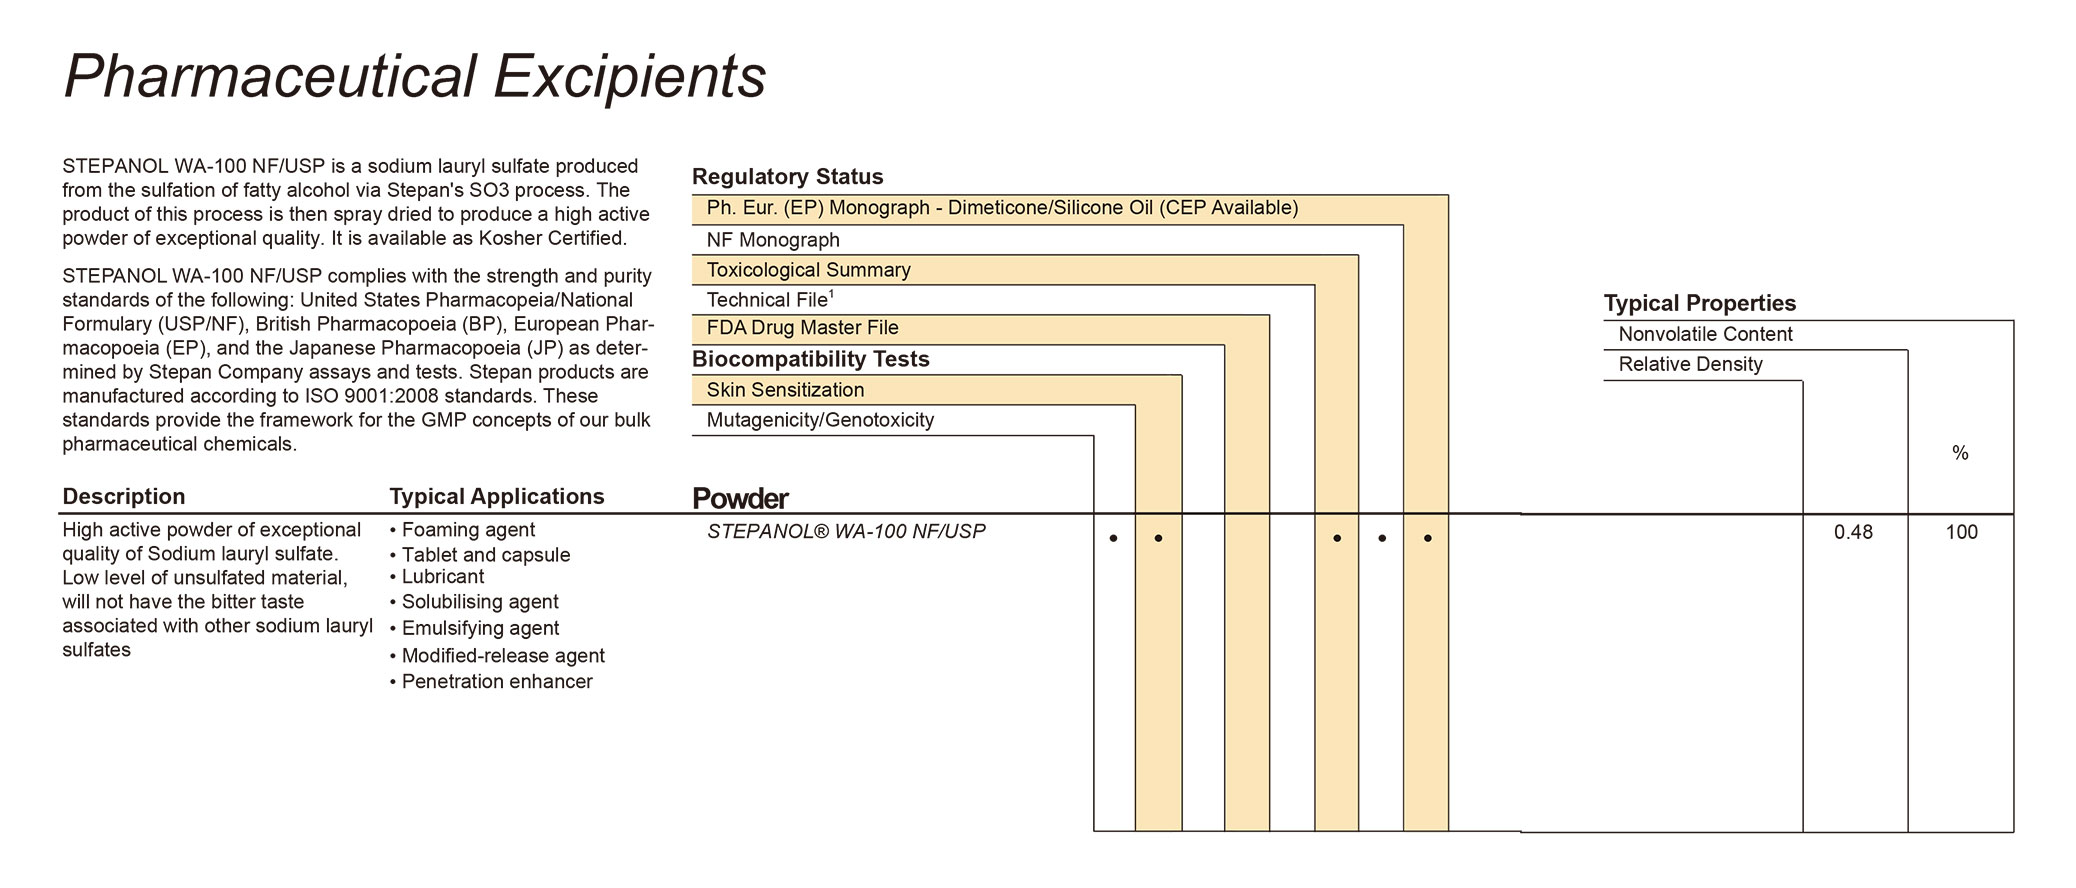 Pharmaceutical Excipients
STEPANOL WA-100 NF/USP is a sodium lauryl sulfate produced
from the sulfation of fatty alcohol via Stepan's SO3 process. The
product of this process is then spray dried to produce a high active
powder of exceptional quality. It is available as Kosher Certified.
STEPANOL WA-100 NF/USP complies with the strength and purity
standards of the following: United States Pharmacopeia/National
Formulary (USP/NF), British Pharmacopoeia (BP), European Phar-
macopoeia (EP), and the Japanese Pharmacopoeia (JP) as deter-
mined by Stepan Company assays and tests. Stepan products are
manufactured according to ISO 9001:2008 standards. These
standards provide the framework for the GMP concepts of our bulk
pharmaceutical chemicals.
Regulatory Status
Ph. Eur. (EP) Monograph - Dimeticone/Silicone Oil (CEP Available)
NF Monograph
Toxicological Summary
Technical File¹
FDA Drug Master File
Biocompatibility Tests
Skin Sensitization
Mutagenicity/Genotoxicity
Typical Properties
Nonvolatile Content
Relative Density
%
Description
High active powder of exceptional
quality of Sodium lauryl sulfate.
Low level of unsulfated material,
will not have the bitter taste
associated with other sodium lauryl
sulfates
Typical Applications
• Foaming agent
• Tablet and capsule
• Lubricant
• Solubilising agent
• Emulsifying agent
• Modified-release agent
• Penetration enhancer
Powder
STEPANOL® WA-100 NF/USP • • • • • 0.48 100